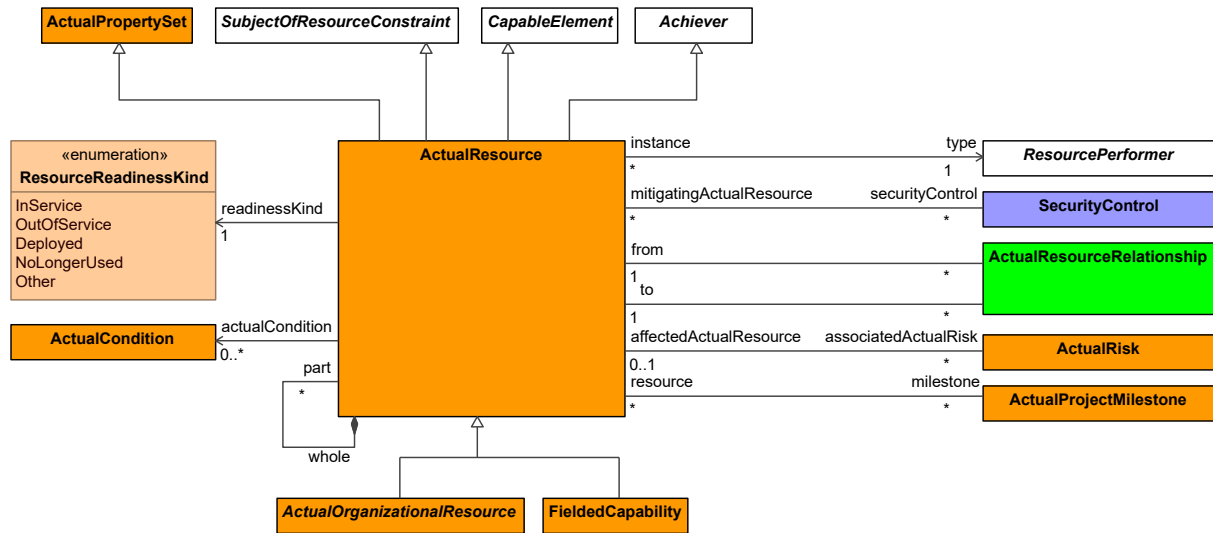 ActualPropertySet
SubjectOfResourceConstraint
CapableElement
Achiever
«enumeration»
ResourceReadinessKind
InService
OutOfService
Deployed
NoLongerUsed
Other
readinessKind
1
ActualResource
instance
type
*
1
ResourcePerformer
mitigatingActualResource
securityControl
*
*
SecurityControl
from
1
*
to
1
*
ActualResourceRelationship
ActualCondition
actualCondition
0..*
affectedActualResource
associatedActualRisk
0..1
*
ActualRisk
part
*
whole
resource
milestone
*
*
ActualProjectMilestone
ActualOrganizationalResource
FieldedCapability